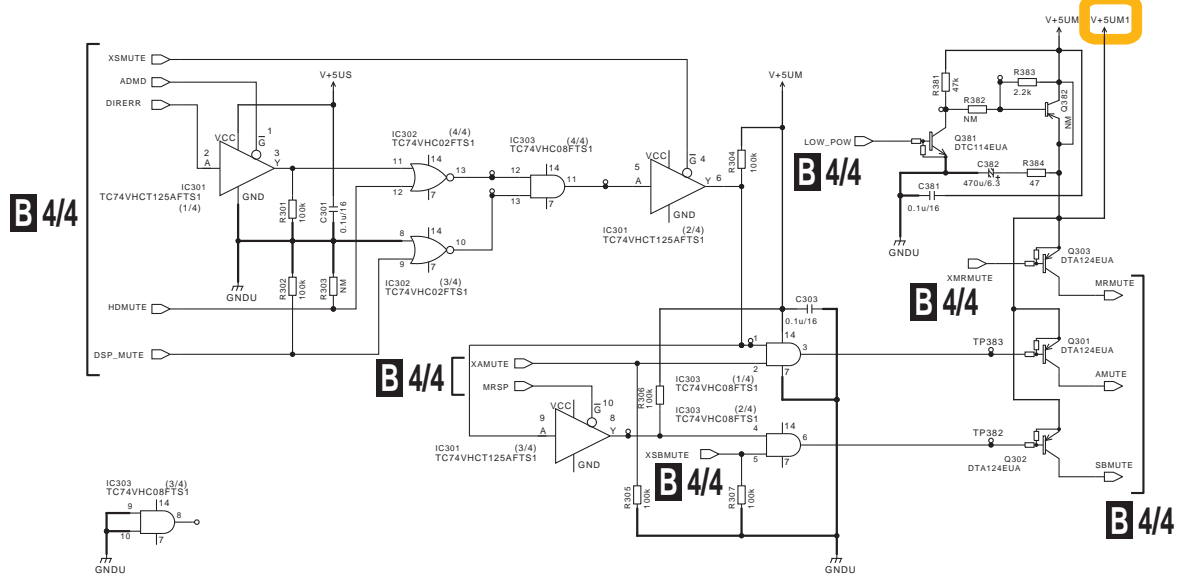 V+5UM
V+5UM1
XSMUTE
ADMD
DIRERR
V+5US
V+5UM
1
VCC
G
2
A
3
Y
IC301
TC74VHCT125AFTS1
(1/4)
GND
R301
100k
C301
0.1u/16
IC302
(4/4)
TC74VHC02FTS1
14
11
12
13
7
IC303
(4/4)
TC74VHC08FTS1
14
12
13
11
7
VCC
G
4
5
A
Y
6
GND
IC301
(2/4)
TC74VHCT125AFTS1
R304
100k
R381
47k
R383
2.2k
R382
NM
Q382
NM
LOW_POW
Q381
DTC114EUA
C382
470u/6.3
R384
47
C381
0.1u/16
GNDU
B 4/4
B 4/4
8
9
14
10
7
IC302
(3/4)
TC74VHC02FTS1
R302
100k
R303
NM
GNDU
HDMUTE
DSP_MUTE
Q303
DTA124EUA
XMRMUTE
MRMUTE
B 4/4
C303
0.1u/16
14
1
2
3
7
XAMUTE
MRSP
B 4/4
IC303
(1/4)
TC74VHC08FTS1
R306
100k
IC303
(2/4)
TC74VHC08FTS1
TP383
Q301
DTA124EUA
AMUTE
VCC
G
10
9
A
8
Y
GND
IC301
(3/4)
TC74VHCT125AFTS1
4
5
14
6
7
XSBMUTE
B 4/4
TP382
Q302
DTA124EUA
SBMUTE
B 4/4
R305
100k
R307
100k
GNDU
IC303
(3/4)
TC74VHC08FTS1
9
10
14
8
7
GNDU